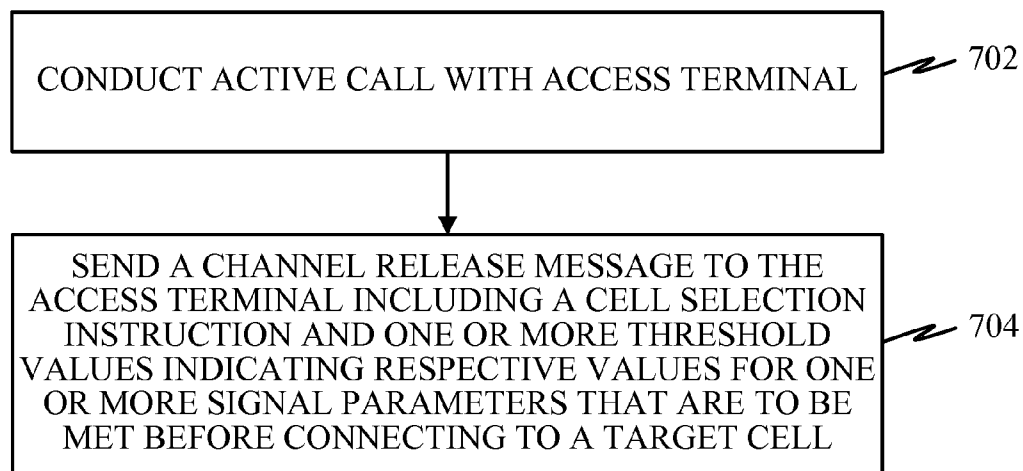 CONDUCT ACTIVE CALL WITH ACCESS TERMINAL
702
SEND A CHANNEL RELEASE MESSAGE TO THE
ACCESS TERMINAL INCLUDING A CELL SELECTION
INSTRUCTION AND ONE OR MORE THRESHOLD
VALUES INDICATING RESPECTIVE VALUES FOR ONE
OR MORE SIGNAL PARAMETERS THAT ARE TO BE
MET BEFORE CONNECTING TO A TARGET CELL
704